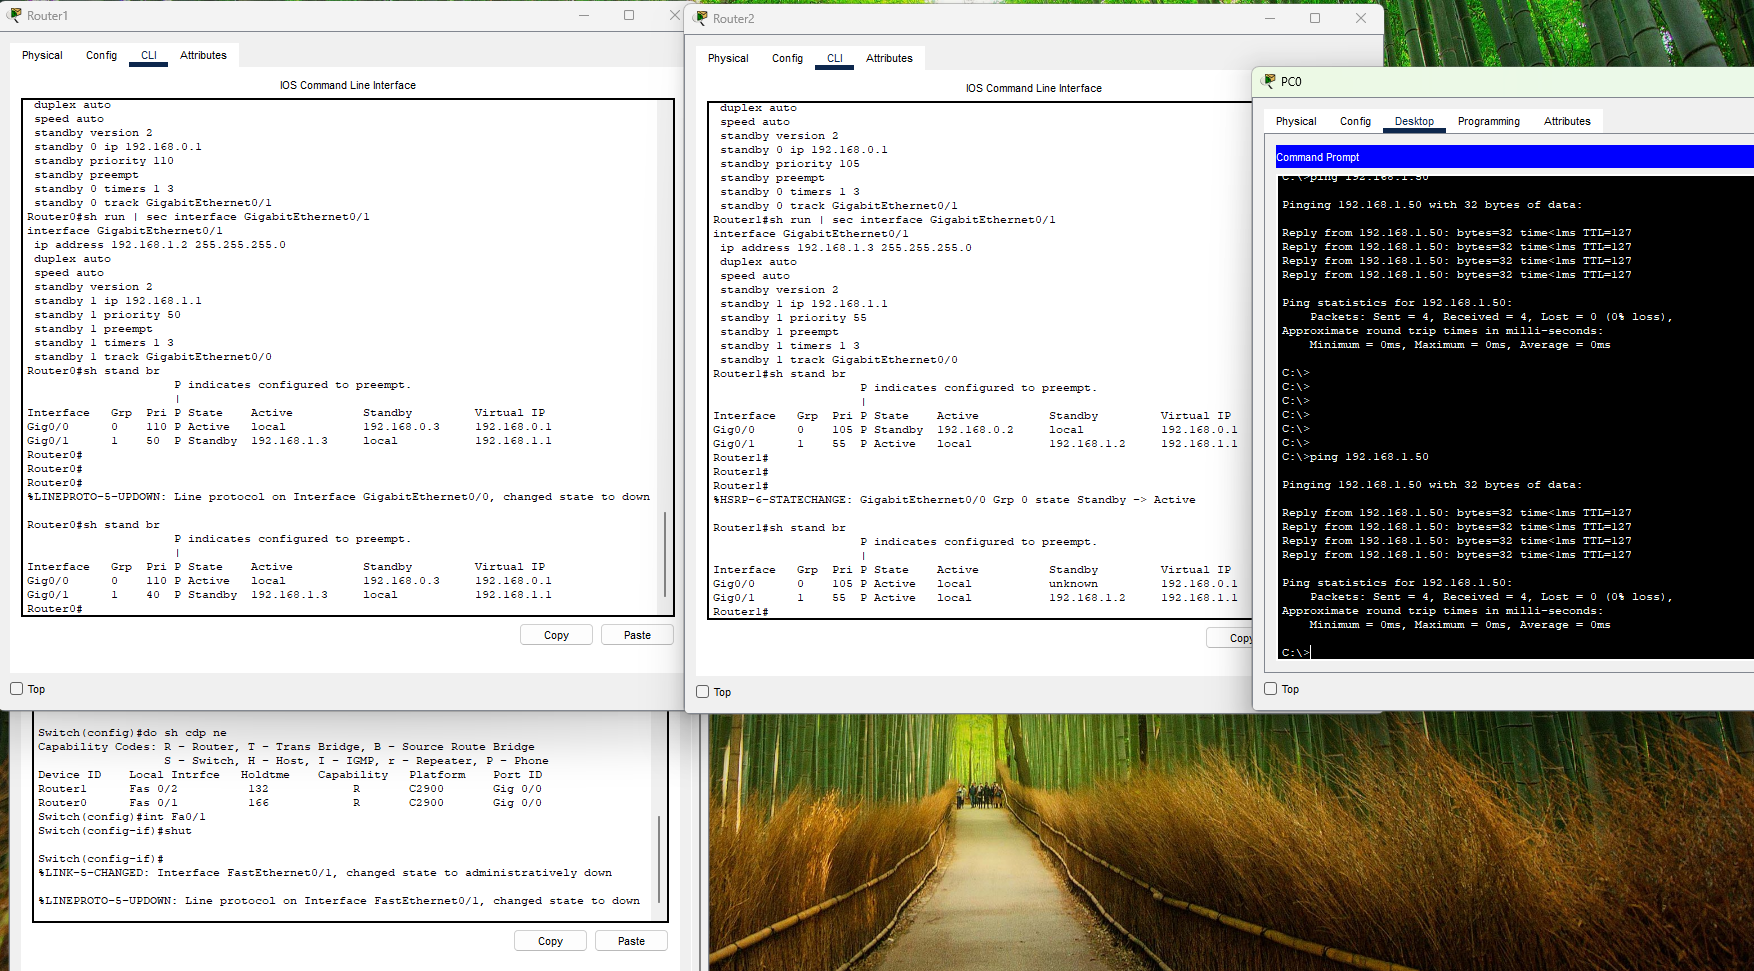 Router1
Physical Config CLI Attributes
IOS Command Line Interface
duplex auto
speed auto
standby version 2
standby 0 ip 192.168.0.1
standby priority 110
standby preempt
standby 0 timers 1 3
standby 0 track GigabitEthernet0/1
Router0#sh run | sec interface GigabitEthernet0/1
interface GigabitEthernet0/1
ip address 192.168.1.2 255.255.255.0
duplex auto
speed auto
standby version 2
standby 1 ip 192.168.1.1
standby 1 priority 50
standby 1 preempt
standby 1 timers 1 3
standby 1 track GigabitEthernet0/0
Router0#sh stand br
P indicates configured to preempt.
|
Interface Grp Pri P State Active Standby Virtual IP
Gig0/0 0 110 P Active local 192.168.0.3 192.168.0.1
Gig0/1 1 50 P Standby 192.168.1.3 local 192.168.1.1
Router0#
Router0#
Router0#
%LINEPROTO-5-UPDOWN: Line protocol on Interface GigabitEthernet0/0, changed state to down
Router0#sh stand br
P indicates configured to preempt.
|
Interface Grp Pri P State Active Standby Virtual IP
Gig0/0 0 110 P Active local 192.168.0.3 192.168.0.1
Gig0/1 1 40 P Standby 192.168.1.3 local 192.168.1.1
Router0#
Copy Paste
Top
Router2
Physical Config CLI Attributes
IOS Command Line Interface
duplex auto
speed auto
standby version 2
standby 0 ip 192.168.0.1
standby priority 105
standby preempt
standby 0 timers 1 3
standby 0 track GigabitEthernet0/1
Router1#sh run | sec interface GigabitEthernet0/1
interface GigabitEthernet0/1
ip address 192.168.1.3 255.255.255.0
duplex auto
speed auto
standby version 2
standby 1 ip 192.168.1.1
standby 1 priority 55
standby 1 preempt
standby 1 timers 1 3
standby 1 track GigabitEthernet0/0
Router1#sh stand br
P indicates configured to preempt.
|
Interface Grp Pri P State Active Standby Virtual IP
Gig0/0 0 105 P Standby 192.168.0.2 local 192.168.0.1
Gig0/1 1 55 P Active local 192.168.1.2 192.168.1.1
Router1#
Router1#
Router1#
%HSRP-6-STATECHANGE: GigabitEthernet0/0 Grp 0 state Standby -> Active
Router1#sh stand br
P indicates configured to preempt.
|
Interface Grp Pri P State Active Standby Virtual IP
Gig0/0 0 105 P Active local unknown 192.168.0.1
Gig0/1 1 55 P Active local 192.168.1.2 192.168.1.1
Router1#
Copy
Top
PC0
Physical Config Desktop Programming Attributes
Command Prompt
C:\>ping 192.168.1.50
Pinging 192.168.1.50 with 32 bytes of data:
Reply from 192.168.1.50: bytes=32 time<1ms TTL=127
Reply from 192.168.1.50: bytes=32 time<1ms TTL=127
Reply from 192.168.1.50: bytes=32 time<1ms TTL=127
Reply from 192.168.1.50: bytes=32 time<1ms TTL=127
Ping statistics for 192.168.1.50:
Packets: Sent = 4, Received = 4, Lost = 0 (0% loss),
Approximate round trip times in milli-seconds:
Minimum = 0ms, Maximum = 0ms, Average = 0ms
C:\>
C:\>
C:\>
C:\>
C:\>
C:\>
C:\>ping 192.168.1.50
Pinging 192.168.1.50 with 32 bytes of data:
Reply from 192.168.1.50: bytes=32 time<1ms TTL=127
Reply from 192.168.1.50: bytes=32 time<1ms TTL=127
Reply from 192.168.1.50: bytes=32 time<1ms TTL=127
Reply from 192.168.1.50: bytes=32 time<1ms TTL=127
Ping statistics for 192.168.1.50:
Packets: Sent = 4, Received = 4, Lost = 0 (0% loss),
Approximate round trip times in milli-seconds:
Minimum = 0ms, Maximum = 0ms, Average = 0ms
C:\>
Top
Switch(config)#do sh cdp ne
Capability Codes: R - Router, T - Trans Bridge, B - Source Route Bridge
S - Switch, H - Host, I - IGMP, r - Repeater, P - Phone
Device ID Local Intrfce Holdtme Capability Platform Port ID
Router1 Fas 0/2 132 R C2900 Gig 0/0
Router0 Fas 0/1 166 R C2900 Gig 0/0
Switch(config)#int Fa0/1
Switch(config-if)#shut
Switch(config-if)#
%LINK-5-CHANGED: Interface FastEthernet0/1, changed state to administratively down
%LINEPROTO-5-UPDOWN: Line protocol on Interface FastEthernet0/1, changed state to down
Copy Paste